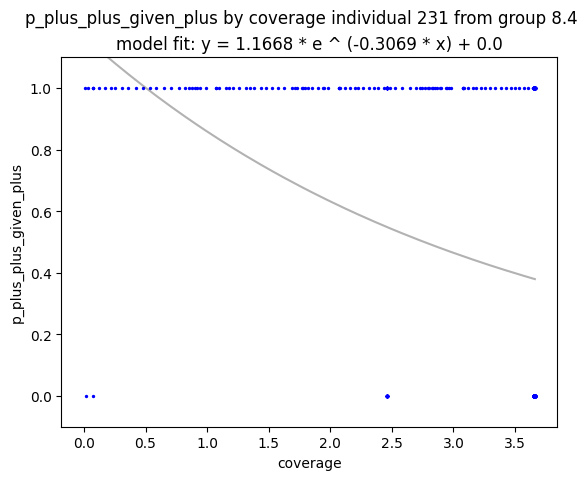 p_plus_plus_given_plus by coverage individual 231 from group 8.4
model fit: y = 1.1668 * e ^ (-0.3069 * x) + 0.0
1.0
0.8
0.6
0.4
0.2
0.0
p_plus_plus_given_plus
0.0 0.5 1.0 1.5 2.0 2.5 3.0 3.5
coverage